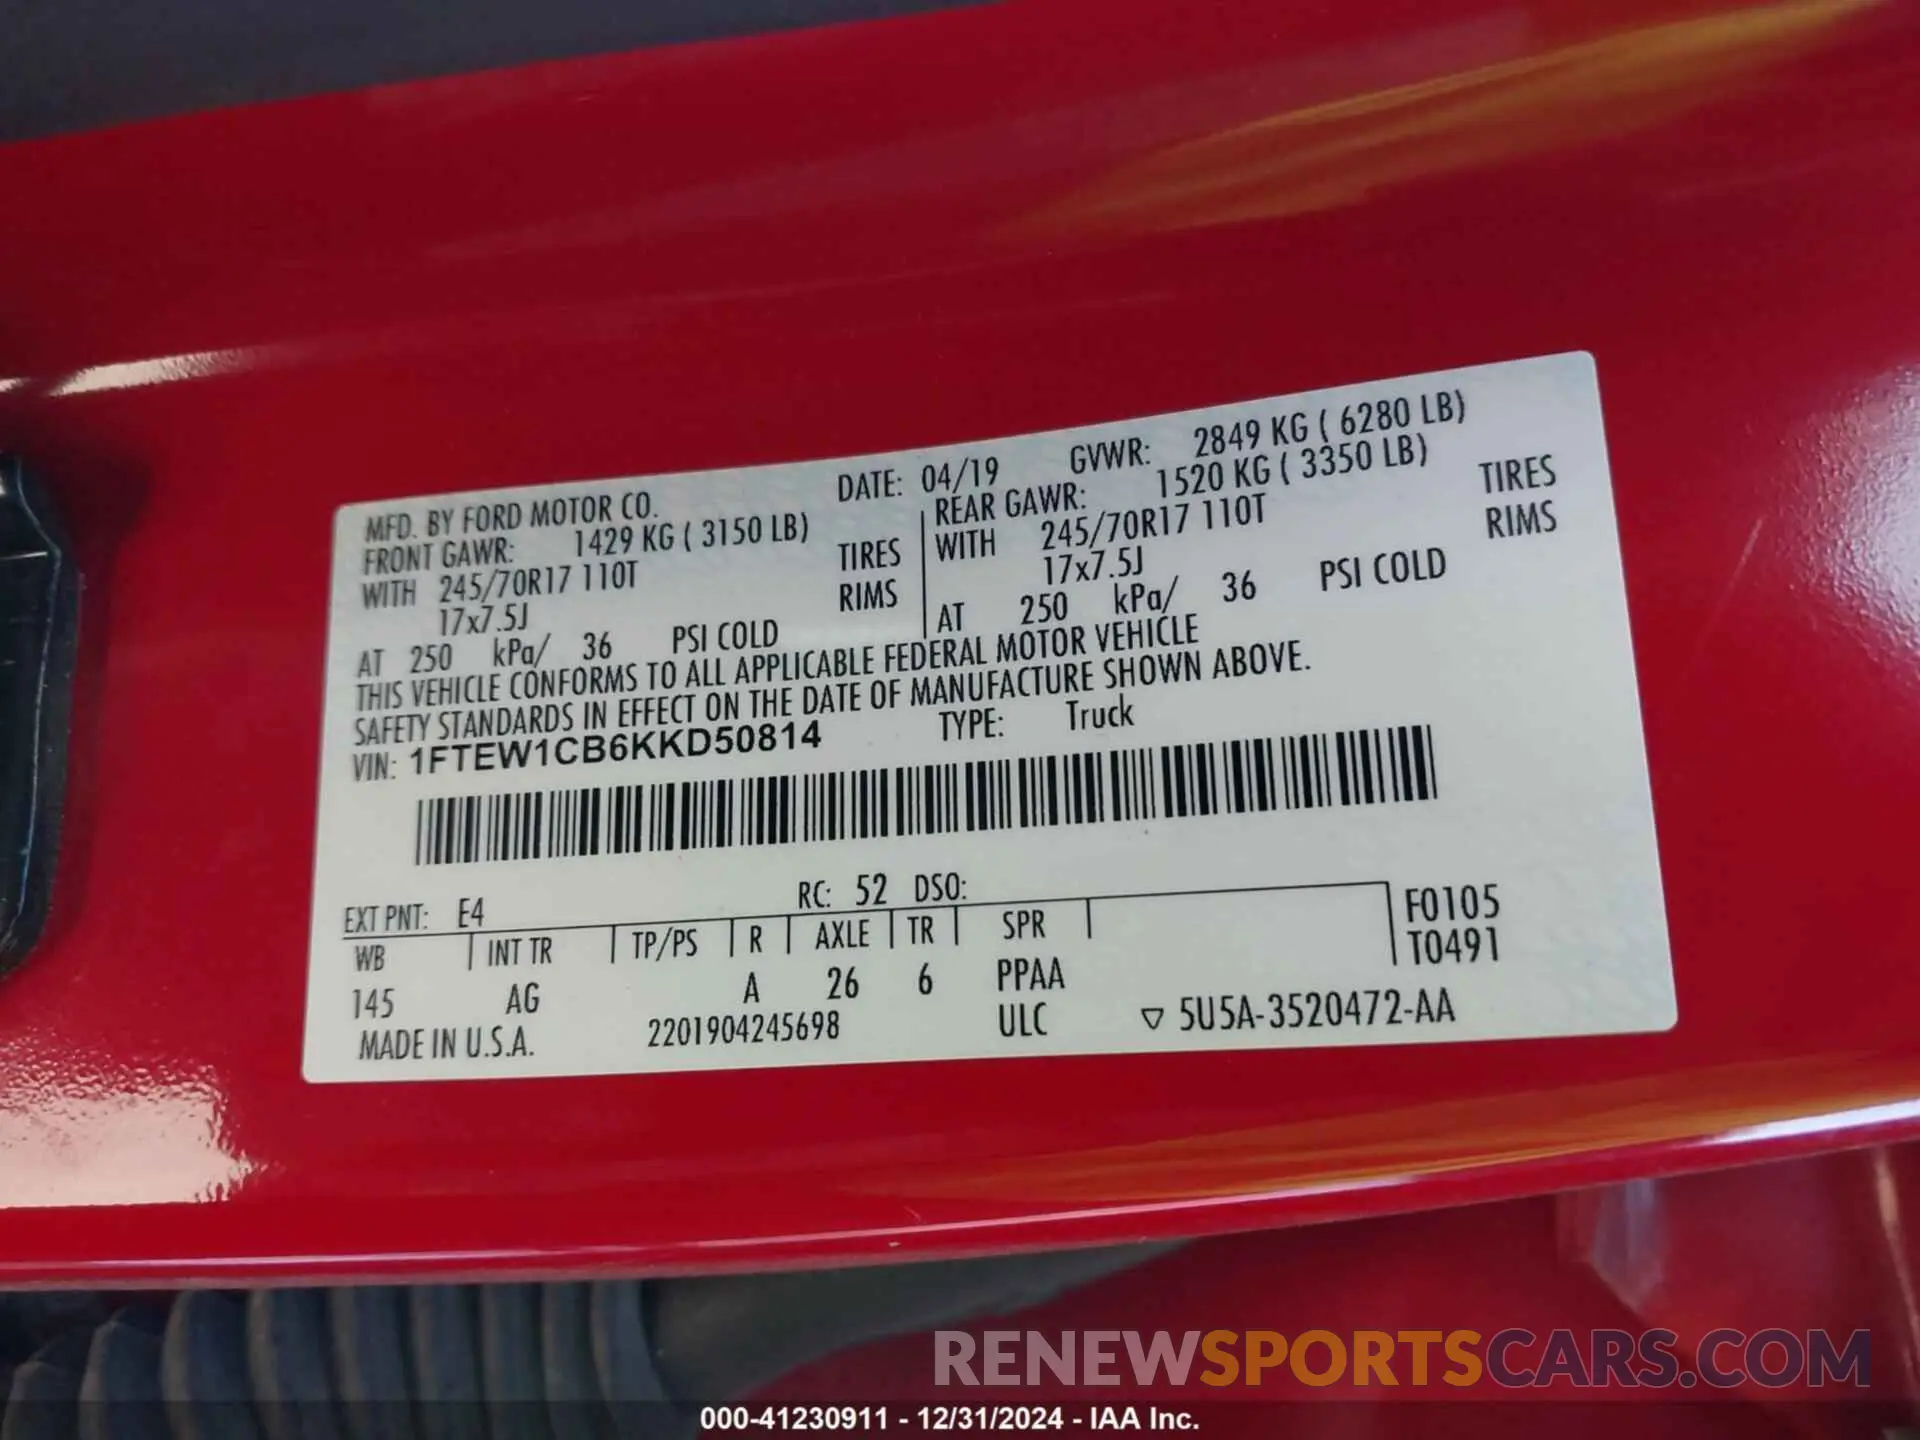 MFD. BY FORD MOTOR CO. DATE: 04/19 GVWR: 2849 KG ( 6280 LB)
FRONT GAWR: 1429 KG ( 3150 LB) REAR GAWR: 1520 KG ( 3350 LB)
WITH 245/70R17 110T TIRES WITH 245/70R17 110T TIRES
17x7.5J RIMS 17x7.5J RIMS
AT 250 kPa/ 36 PSI COLD AT 250 kPa/ 36 PSI COLD
THIS VEHICLE CONFORMS TO ALL APPLICABLE FEDERAL MOTOR VEHICLE
SAFETY STANDARDS IN EFFECT ON THE DATE OF MANUFACTURE SHOWN ABOVE.
VIN: 1FTEW1CB6KKD50814 TYPE: Truck
EXT PNT: E4 RC: 52 DSO:
WB INT TR TP/PS R AXLE TR SPR F0105
T0491
145 AG A 26 6 PPAA
MADE IN U.S.A. 2201904245698 ULC ▽ 5U5A-3520472-AA
RENEWSPORTSCARS.COM
000-41230911 - 12/31/2024 - IAA Inc.